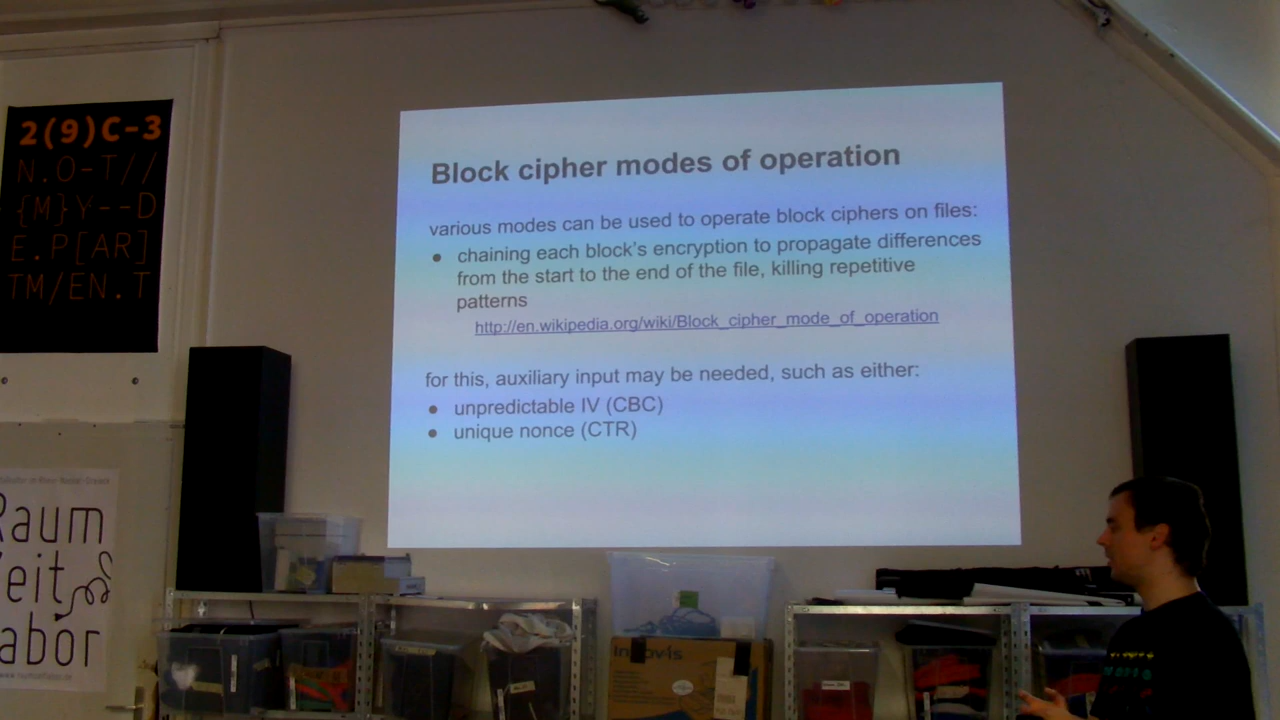 2(9)C-3
N.O-T//
{M}Y--D
E.P[AR]
TM/EN.T
Block cipher modes of operation
various modes can be used to operate block ciphers on files:
● chaining each block's encryption to propagate differences
from the start to the end of the file, killing repetitive
patterns
http://en.wikipedia.org/wiki/Block_cipher_mode_of_operation
for this, auxiliary input may be needed, such as either:
● unpredictable IV (CBC)
● unique nonce (CTR)
Raum
Zeit
Labor